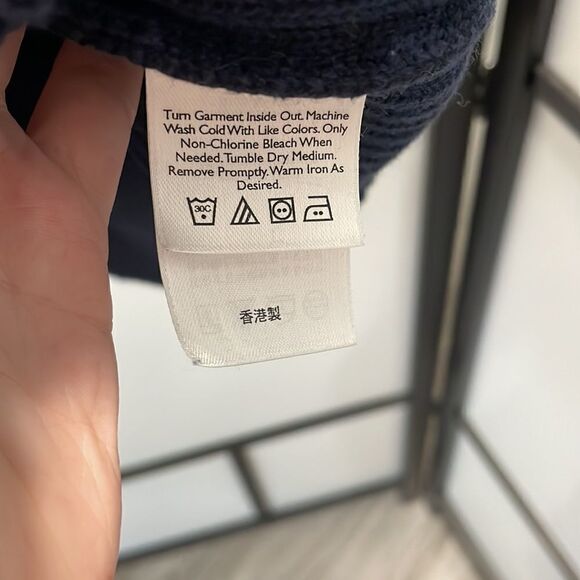 Turn Garment Inside Out. Machine
Wash Cold With Like Colors. Only
Non-Chlorine Bleach When
Needed. Tumble Dry Medium.
Remove Promptly. Warm Iron As
Desired.
30C
香港製